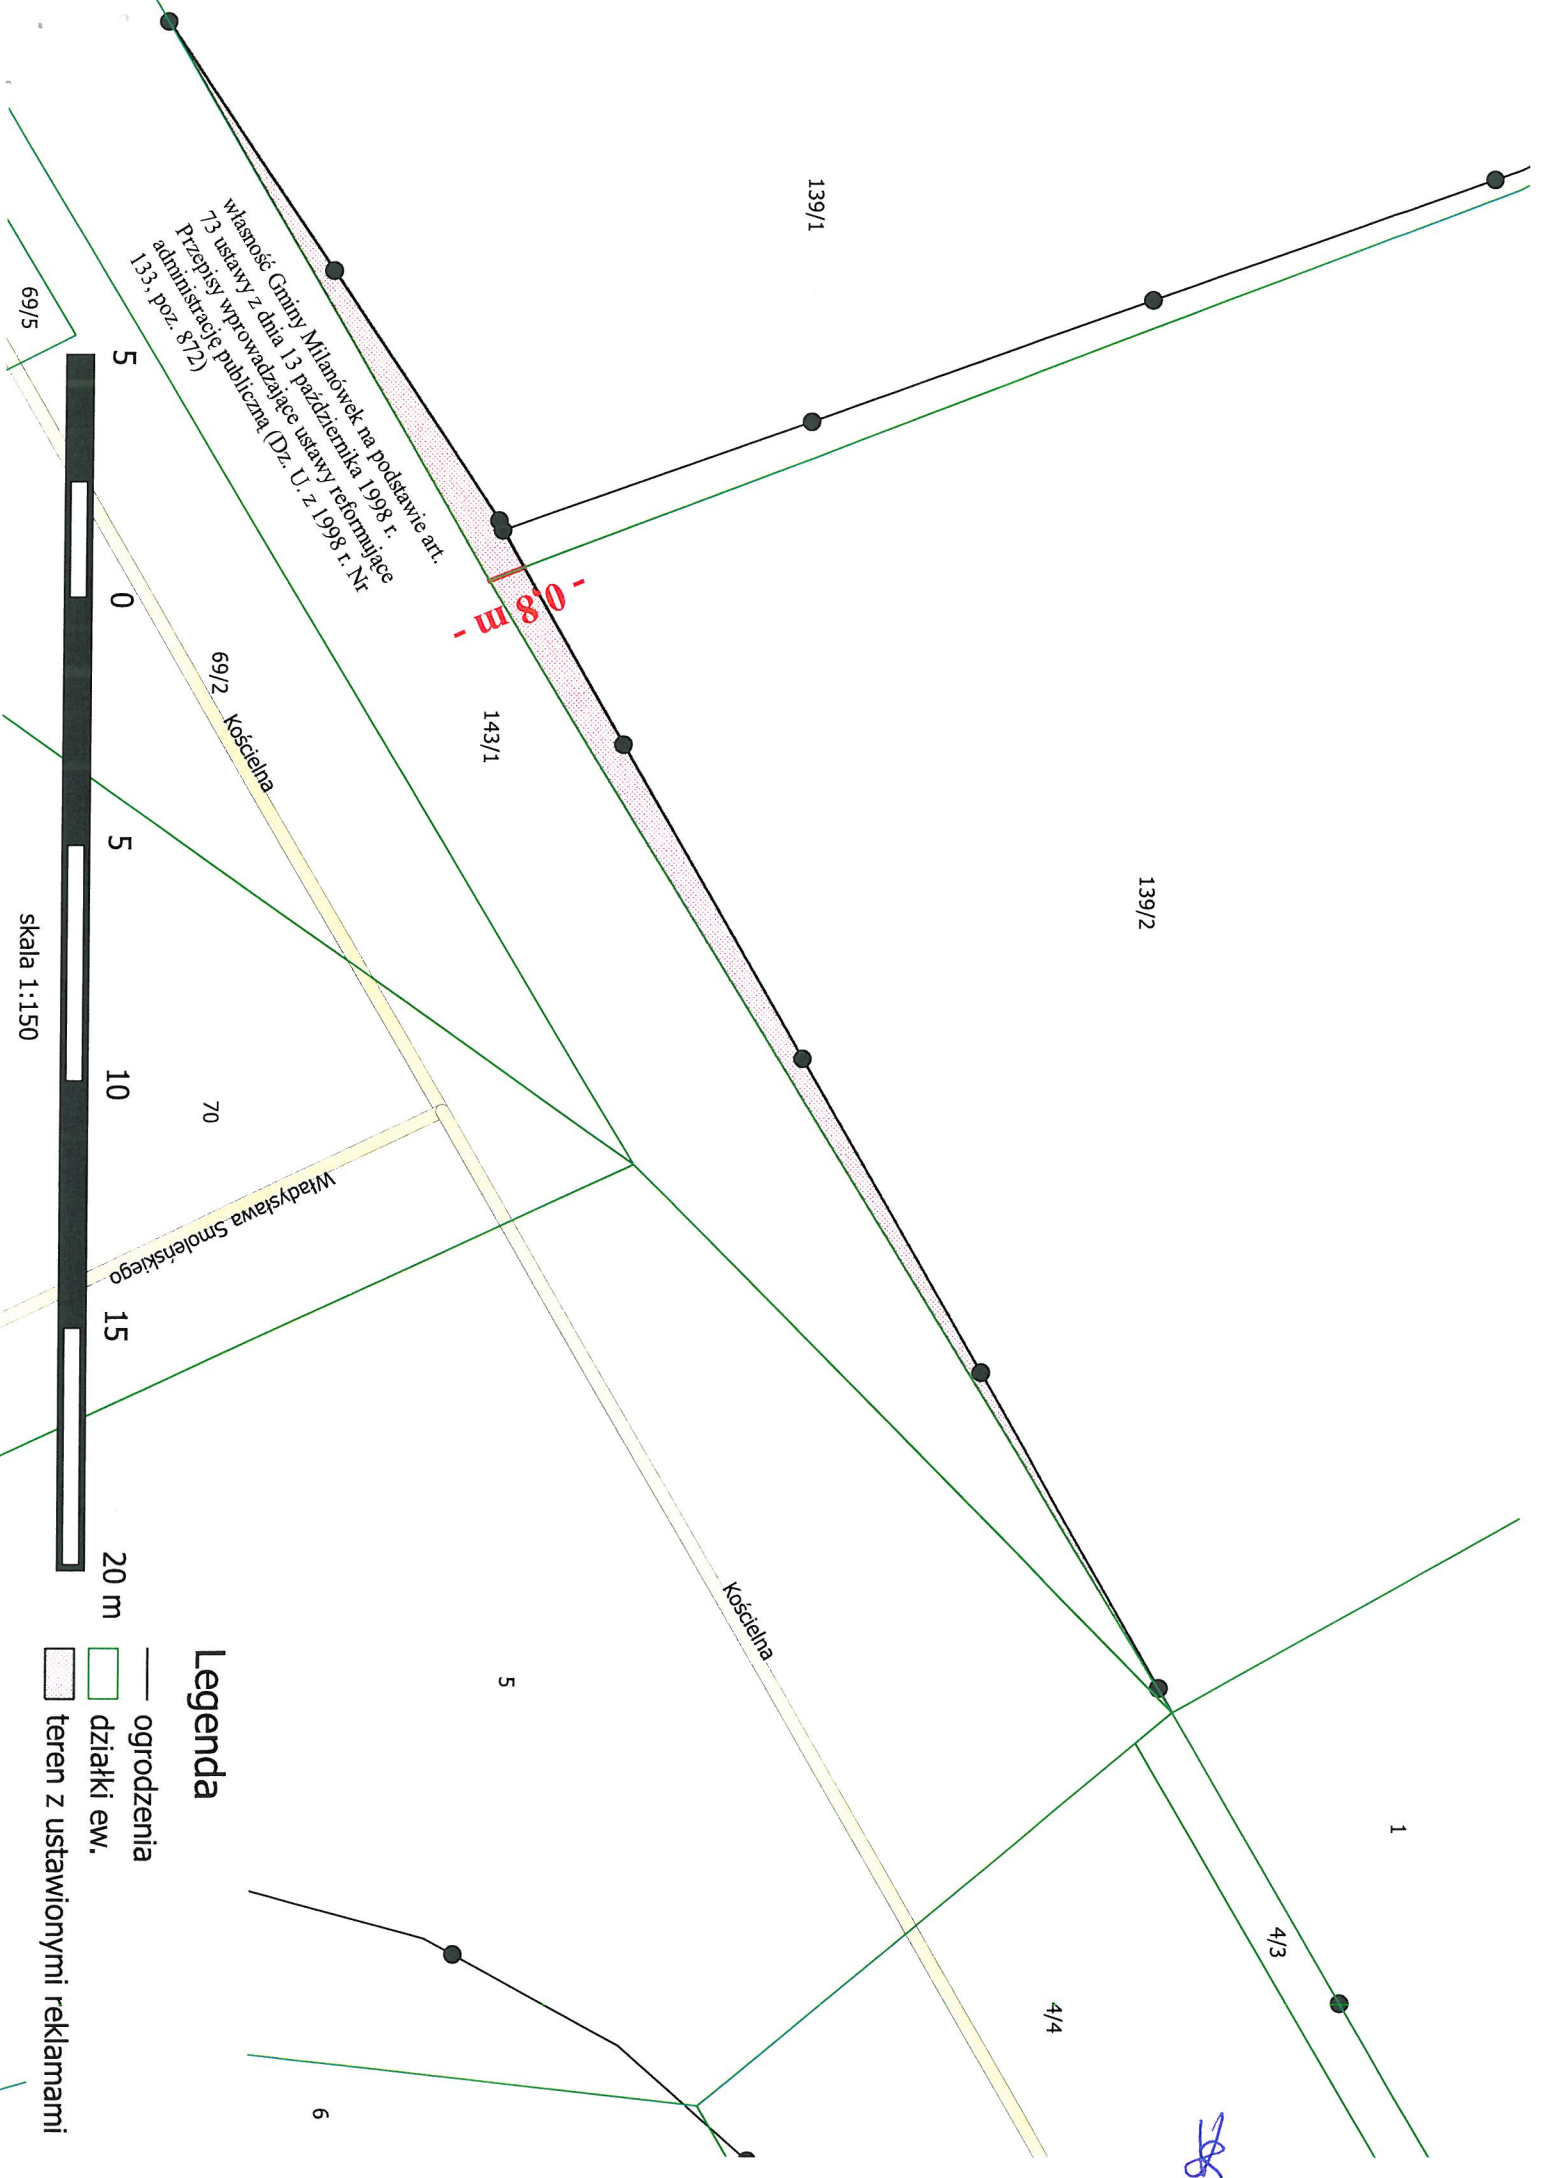 139/1
139/2
własność Gminy Milanówek na podstawie art.
73 ustawy z dnia 13 października 1998 r.
Przepisy wprowadzające ustawy reformujące
administrację publiczną (Dz. U. z 1998 r. Nr
133, poz. 872)
- 0.8 m -
143/1
69/5
69/2
Kościelna
70
Władysława Smoleńskiego
Kościelna
5
1
4/3
4/4
6
5 0 5 10 15 20 m
skala 1:150
Legenda
ogrodzenia
działki ew.
teren z ustawionymi reklamami